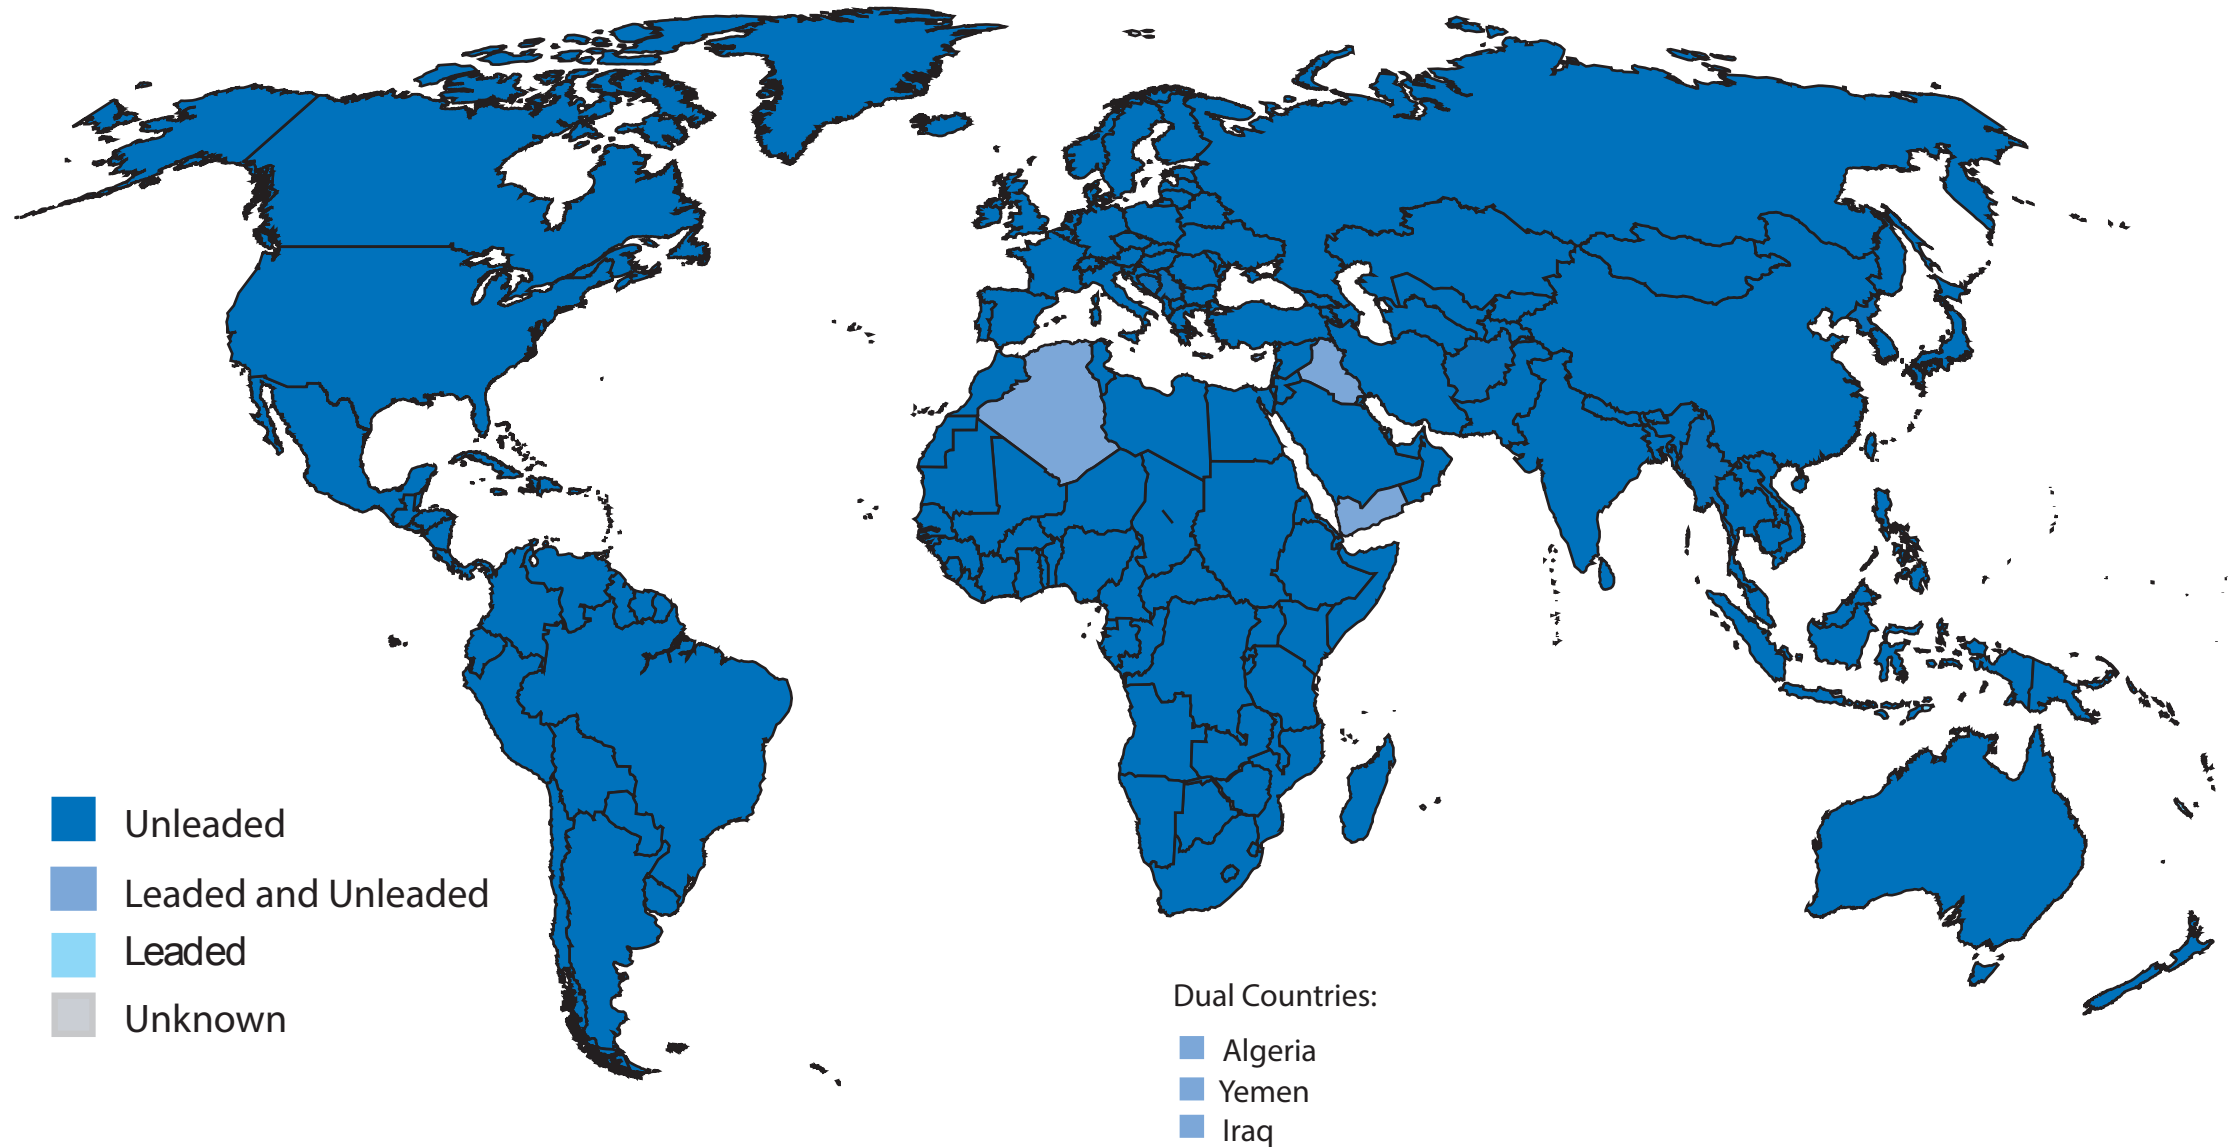 Unleaded
Leaded and Unleaded
Leaded
Unknown
Dual Countries:
Algeria
Yemen
Iraq